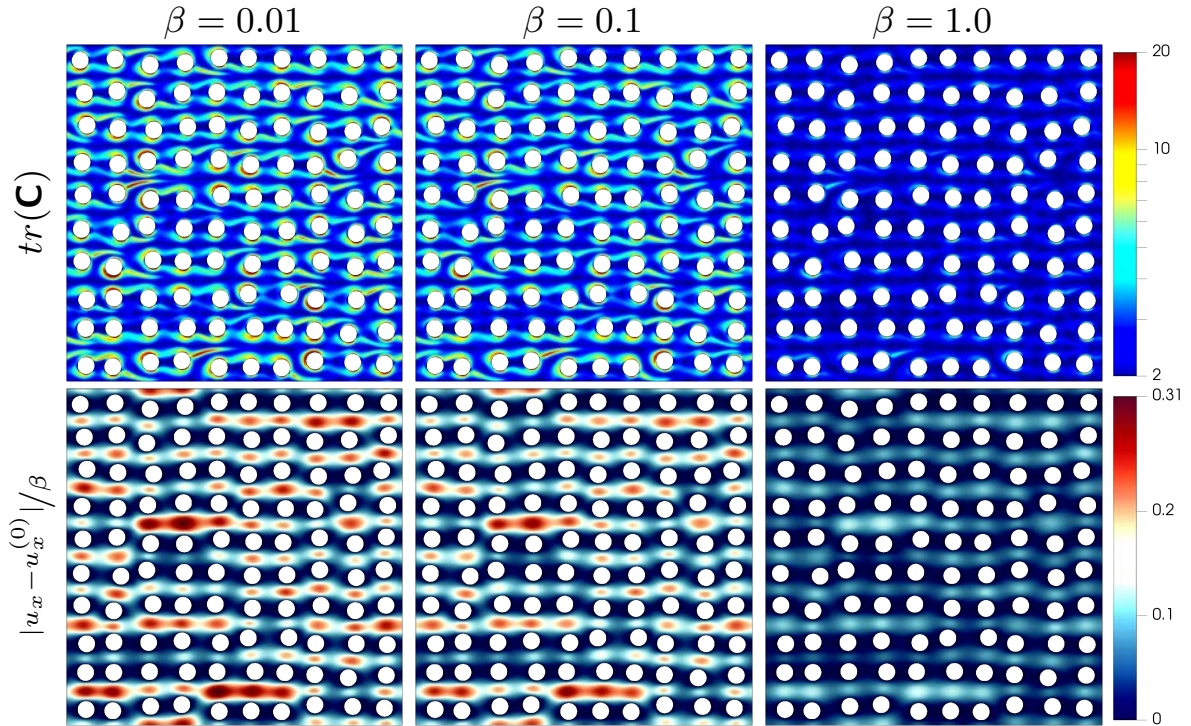 β = 0.01
β = 0.1
β = 1.0
tr(𝐂)
20
10
2
|u_x − u_x^{(0)}|/β
0.31
0.2
0.1
0